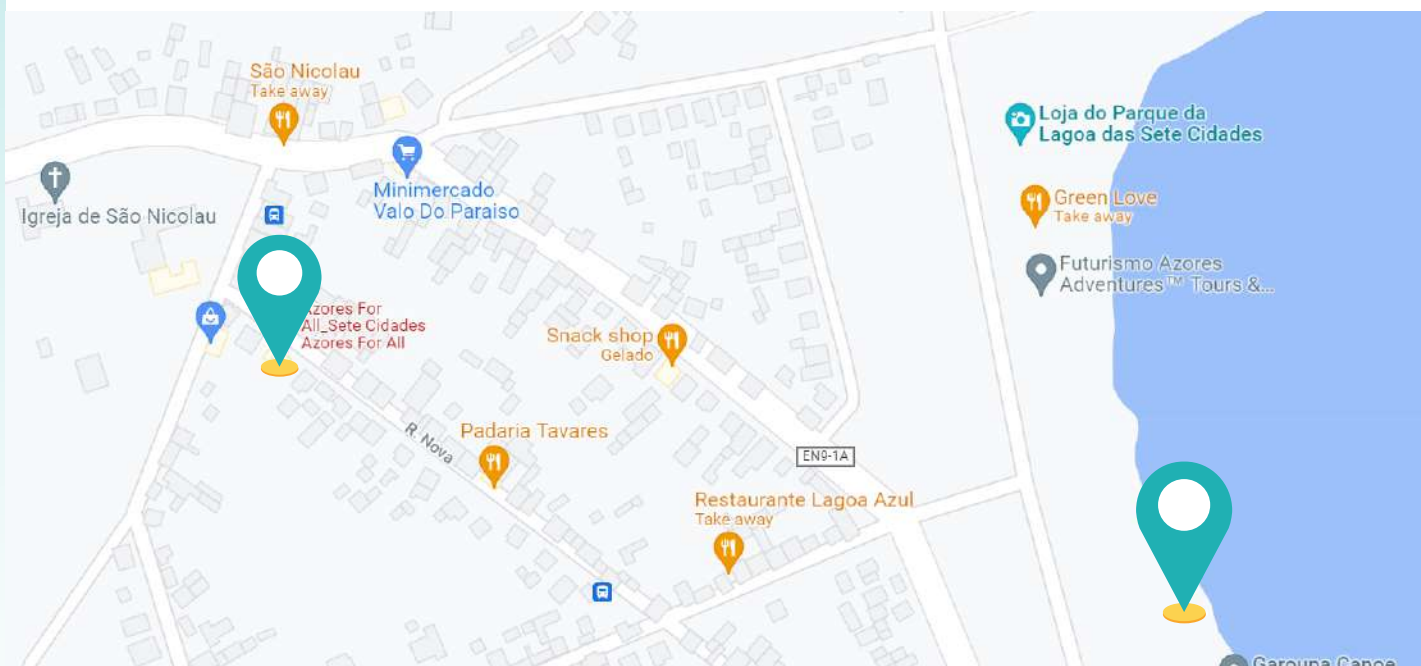 São Nicolau
Take away
Loja do Parque da
Lagoa das Sete Cidades
Minimercado
Valo Do Paraiso
Igreja de São Nicolau
Green Love
Take away
Futurismo Azores
Adventures™ Tours &...
Azores For
All_Sete Cidades
Azores For All
Snack shop
Gelado
R. Nova
Padaria Tavares
EN9-1A
Restaurante Lagoa Azul
Take away
Garoupa Canoe